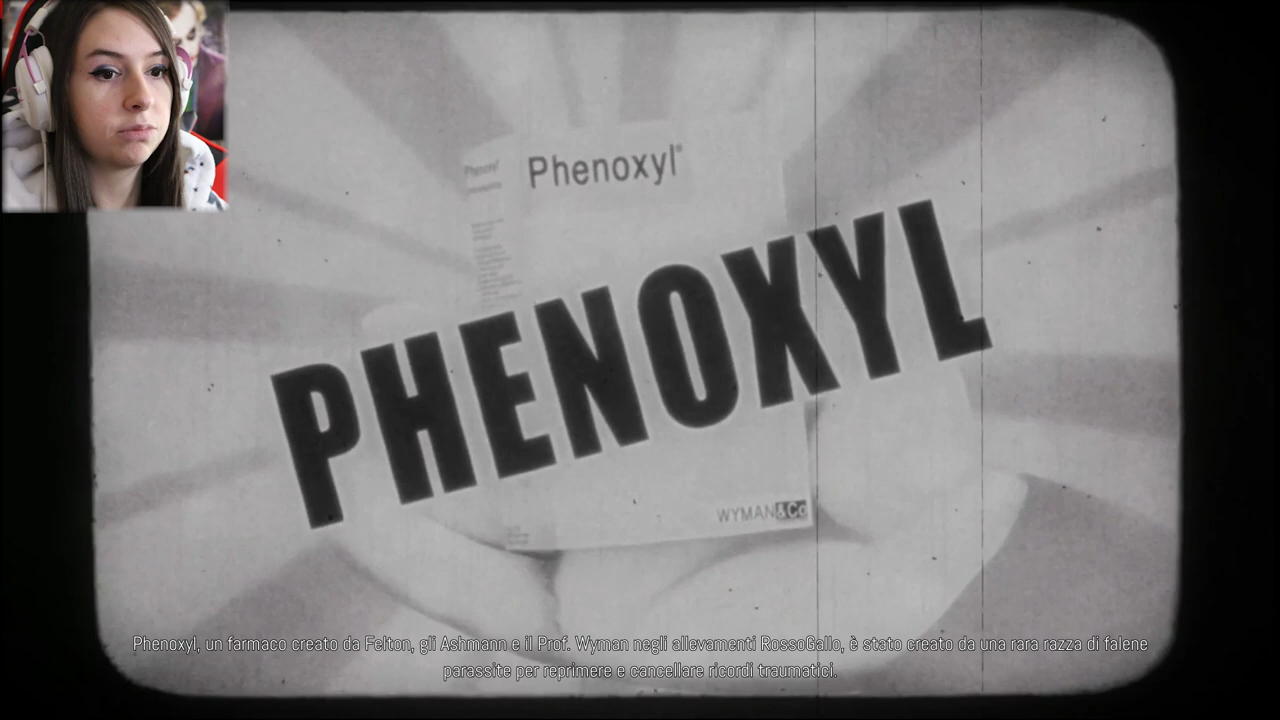 Phenoxyl
Phenoxyl®
PHENOXYL
WYMAN&Co
Phenoxyl, un farmaco creato da Felton, gli Ashmann e il Prof. Wyman negli allevamenti RossoGallo, è stato creato da una rara razza di falene
parassite per reprimere e cancellare ricordi traumatici.